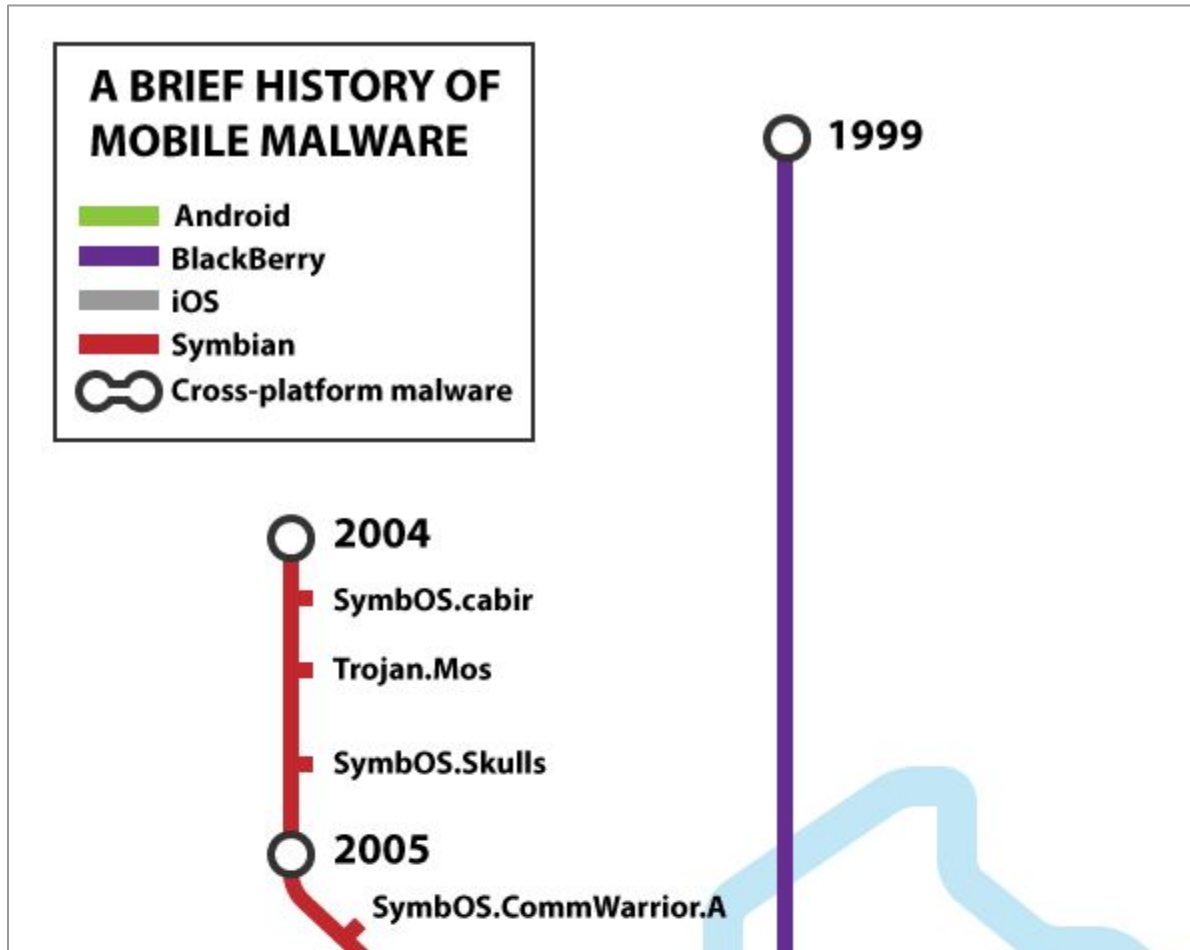 A BRIEF HISTORY OF
MOBILE MALWARE
Android
BlackBerry
iOS
Symbian
Cross-platform malware
1999
2004
SymbOS.cabir
Trojan.Mos
SymbOS.Skulls
2005
SymbOS.CommWarrior.A